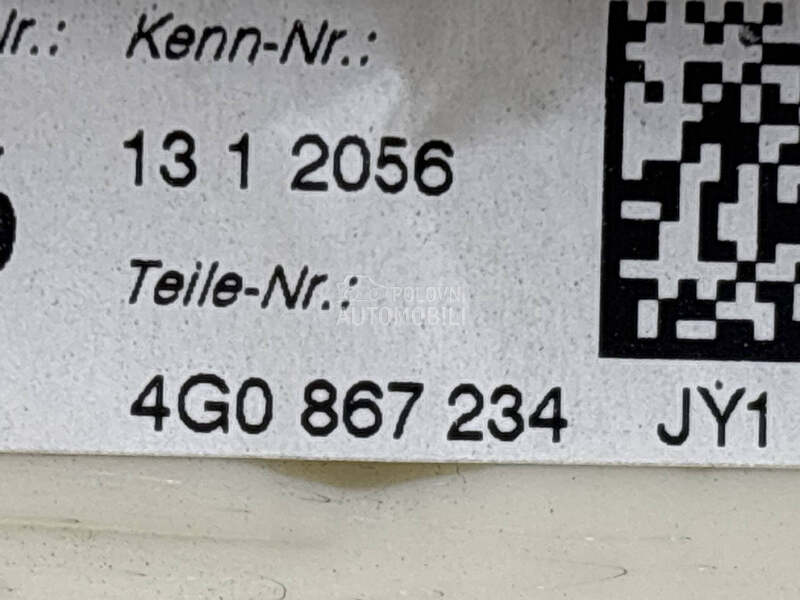 Nr.: Kenn-Nr.:
13 1 2056
Teile-Nr.:
POLOVNI
AUTOMOBILI
4G0 867 234 JY1